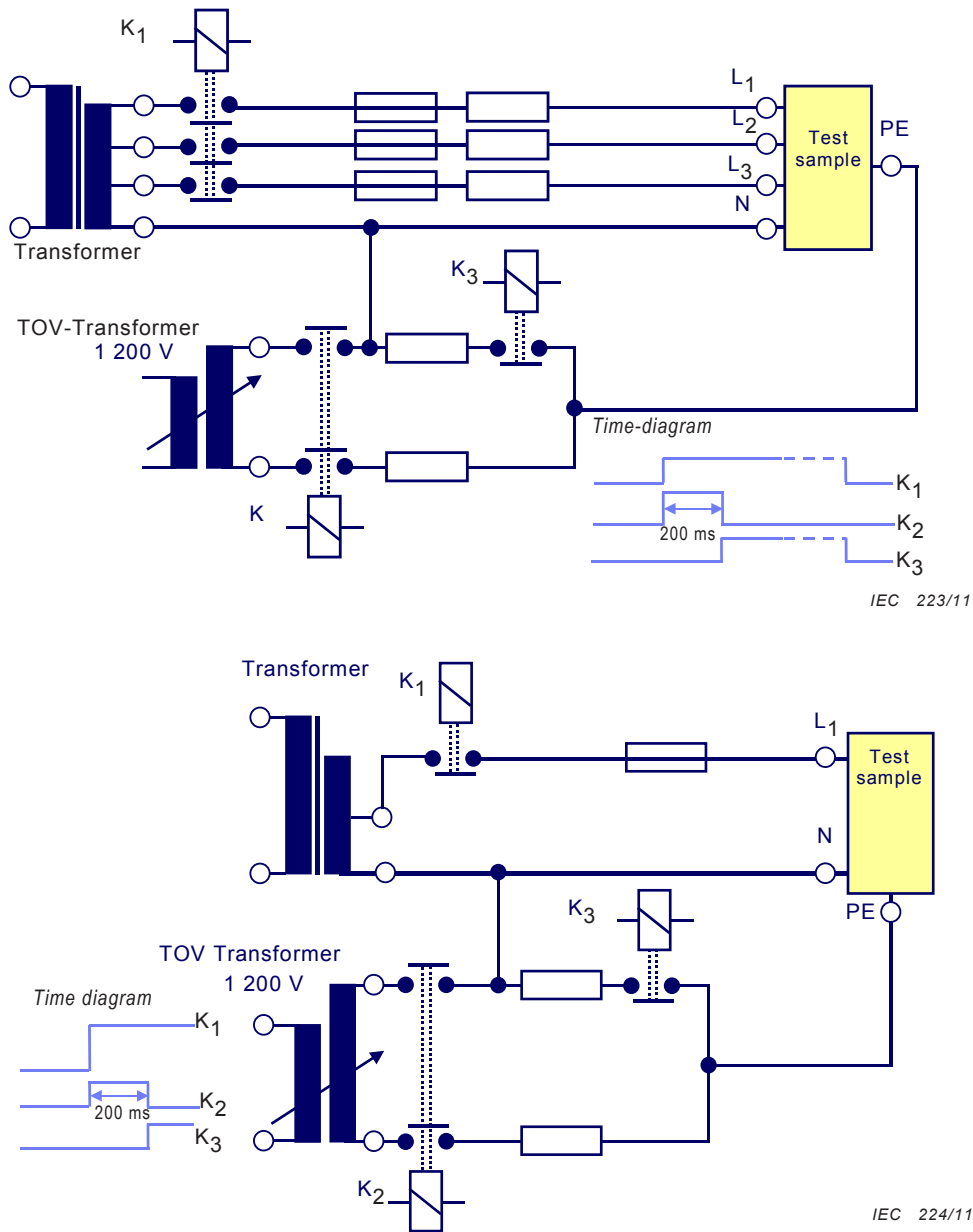 K1
L1
L2
L3
N
Test
sample
PE
Transformer
K3
TOV-Transformer
1 200 V
K
Time-diagram
K1
K2
200 ms
K3
IEC 223/11
Transformer
K1
L1
Test
sample
N
PE
K3
TOV Transformer
1 200 V
Time diagram
K1
K2
200 ms
K3
K2
IEC 224/11